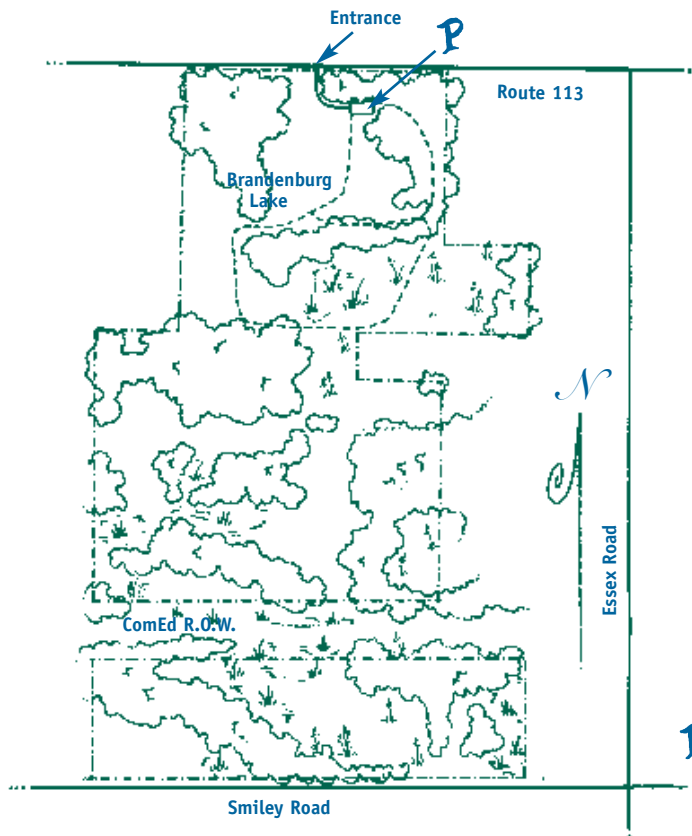 Entrance
P
Route 113
Brandenburg
Lake
N
Essex Road
ComEd R.O.W.
Smiley Road